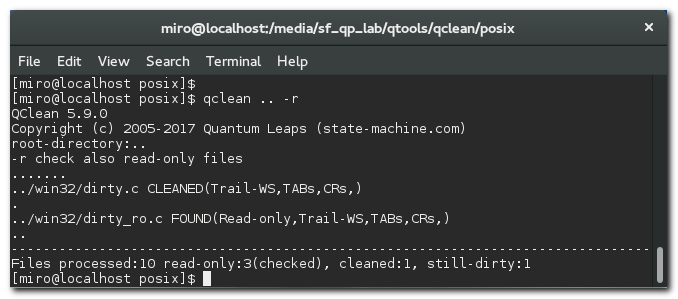 miro@localhost:/media/sf_qp_lab/qtools/qclean/posix
File Edit View Search Terminal Help
[miro@localhost posix]$
[miro@localhost posix]$ qclean .. -r
QClean 5.9.0
Copyright (c) 2005-2017 Quantum Leaps (state-machine.com)
root-directory:..
-r check also read-only files
.......
../win32/dirty.c CLEANED(Trail-WS,TABs,CRs,)
.
../win32/dirty_ro.c FOUND(Read-only,Trail-WS,TABs,CRs,)
..
-------------------------------------------------------------------------------
Files processed:10 read-only:3(checked), cleaned:1, still-dirty:1
[miro@localhost posix]$